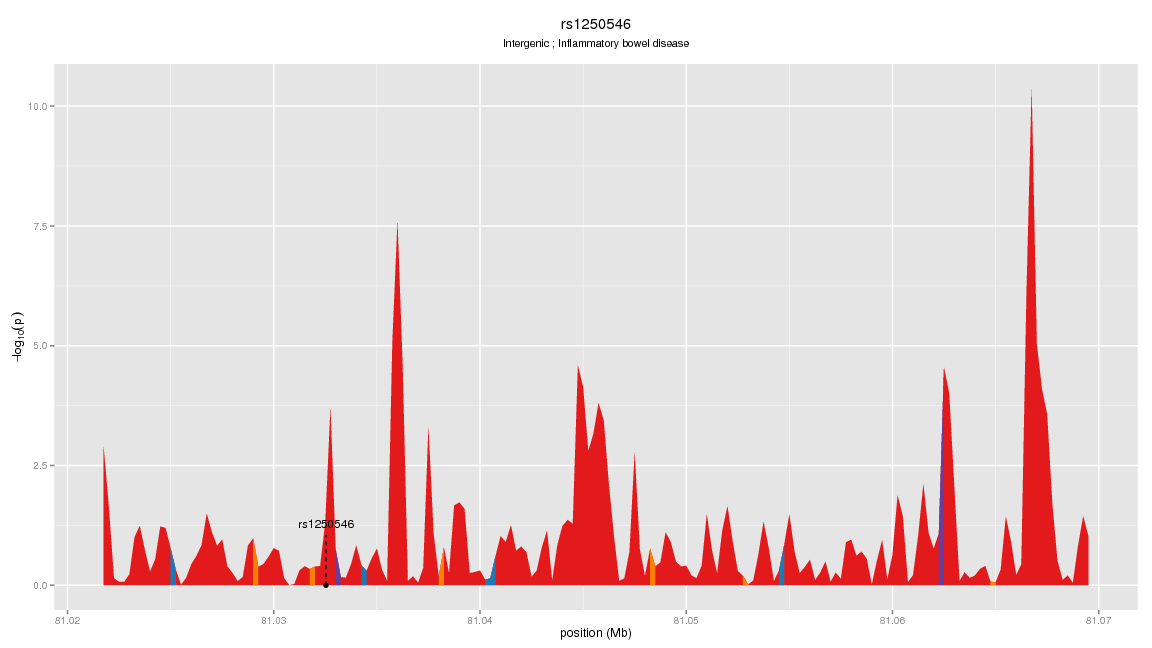 rs1250546
Intergenic ; Inflammatory bowel disease
−log10(p)
10.0
7.5
5.0
2.5
0.0
rs1250546
81.02 81.03 81.04 81.05 81.06 81.07
position (Mb)